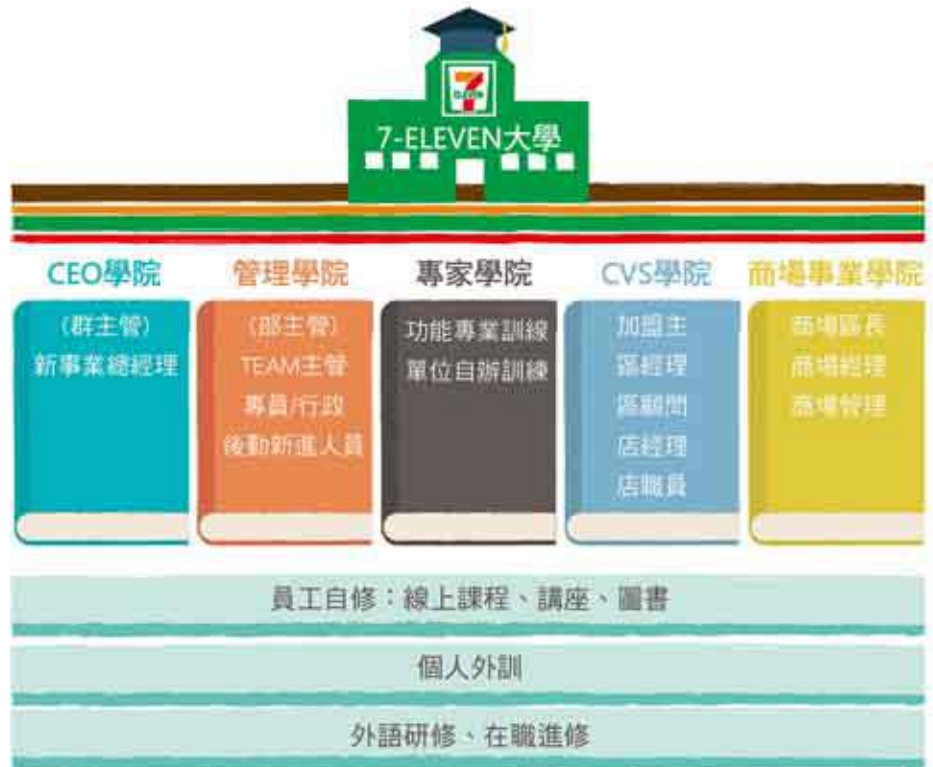 ELEVEN
7-ELEVEN大學
CEO學院
(群主管)
新事業總經理
管理學院
(部主管)
TEAM主管
專員/行政
後勤新進人員
專家學院
功能專業訓練
單位自辦訓練
CVS學院
加盟主
區經理
區顧問
店經理
店職員
商場事業學院
商場區長
商場經理
商場管理
員工自修：線上課程、講座、圖書
個人外訓
外語研修、在職進修